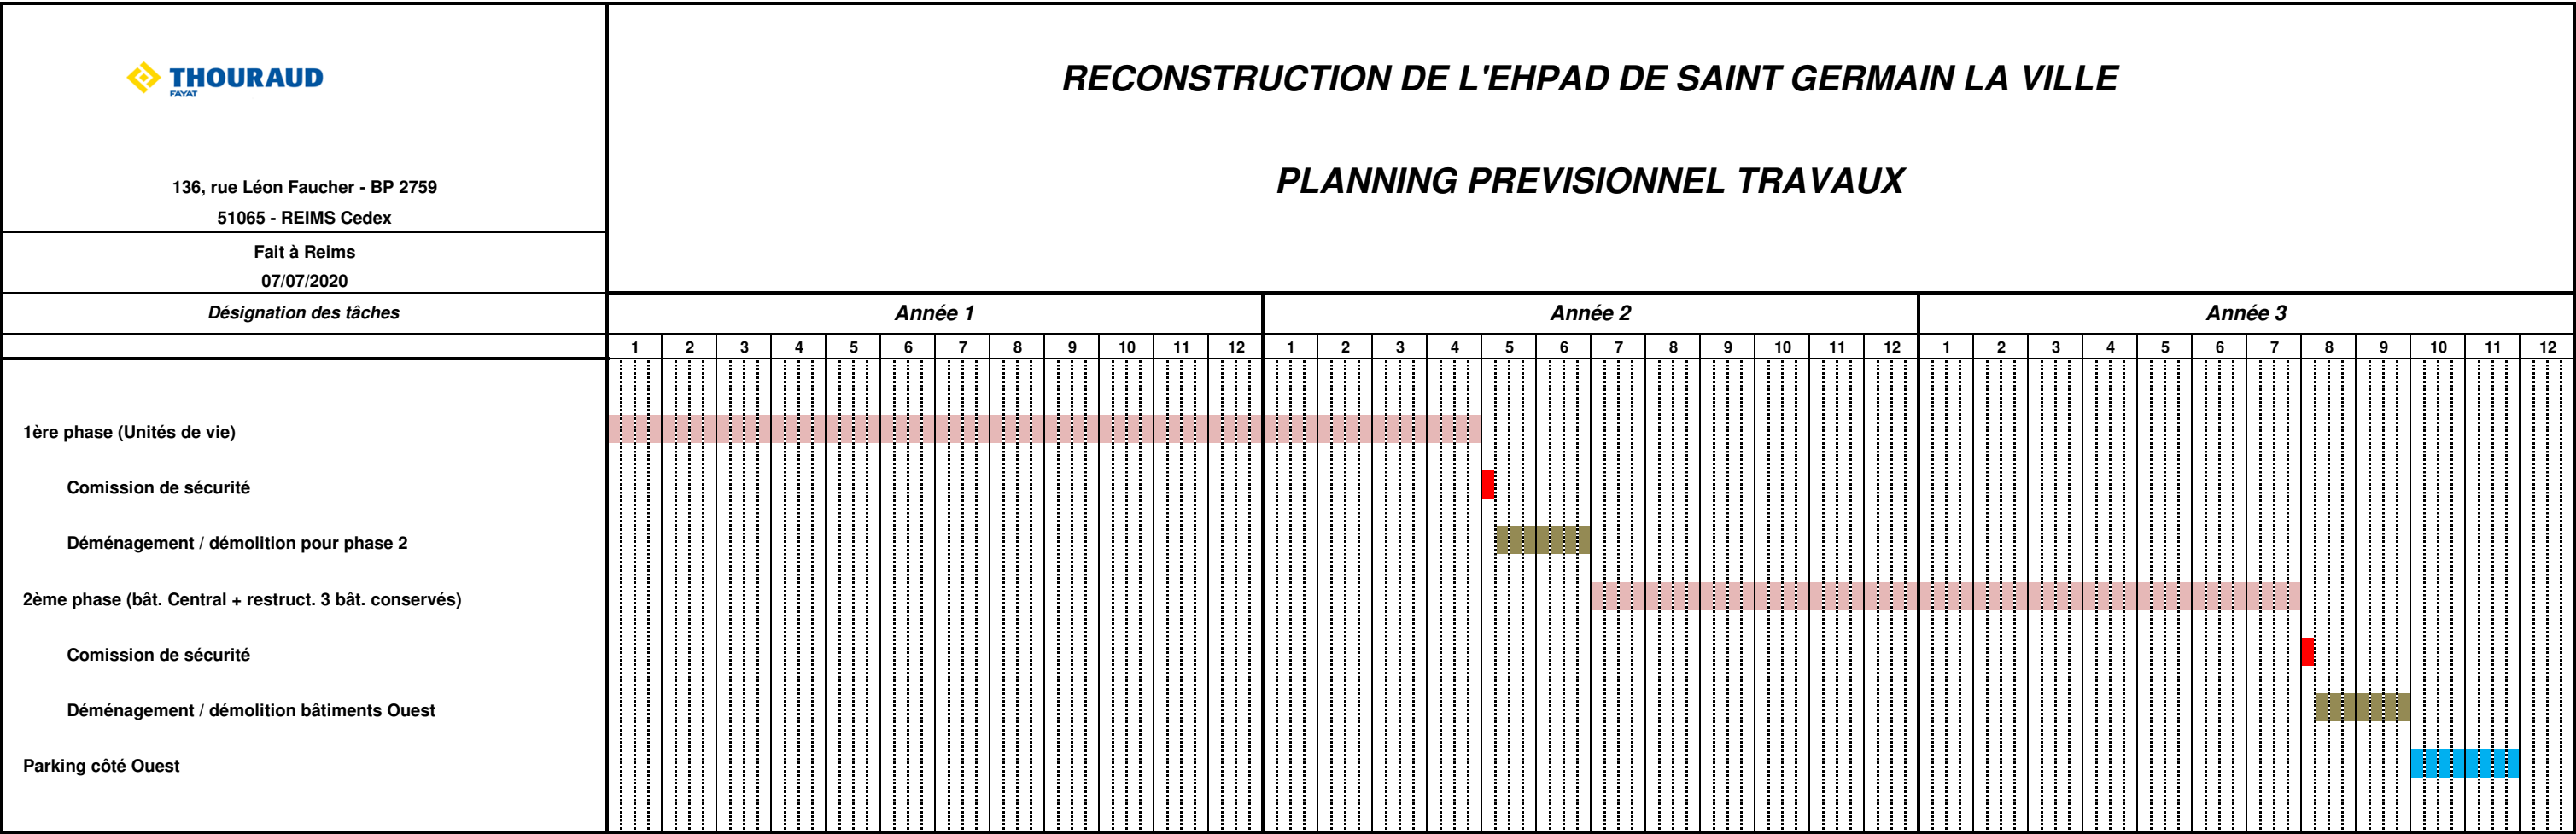 THOURAUD
FAYAT
136, rue Léon Faucher - BP 2759
51065 - REIMS Cedex
Fait à Reims
07/07/2020
RECONSTRUCTION DE L'EHPAD DE SAINT GERMAIN LA VILLE
PLANNING PREVISIONNEL TRAVAUX
Désignation des tâches
Année 1 Année 2 Année 3
1 2 3 4 5 6 7 8 9 10 11 12 1 2 3 4 5 6 7 8 9 10 11 12 1 2 3 4 5 6 7 8 9 10 11 12
1ère phase (Unités de vie)
Comission de sécurité
Déménagement / démolition pour phase 2
2ème phase (bât. Central + restruct. 3 bât. conservés)
Comission de sécurité
Déménagement / démolition bâtiments Ouest
Parking côté Ouest